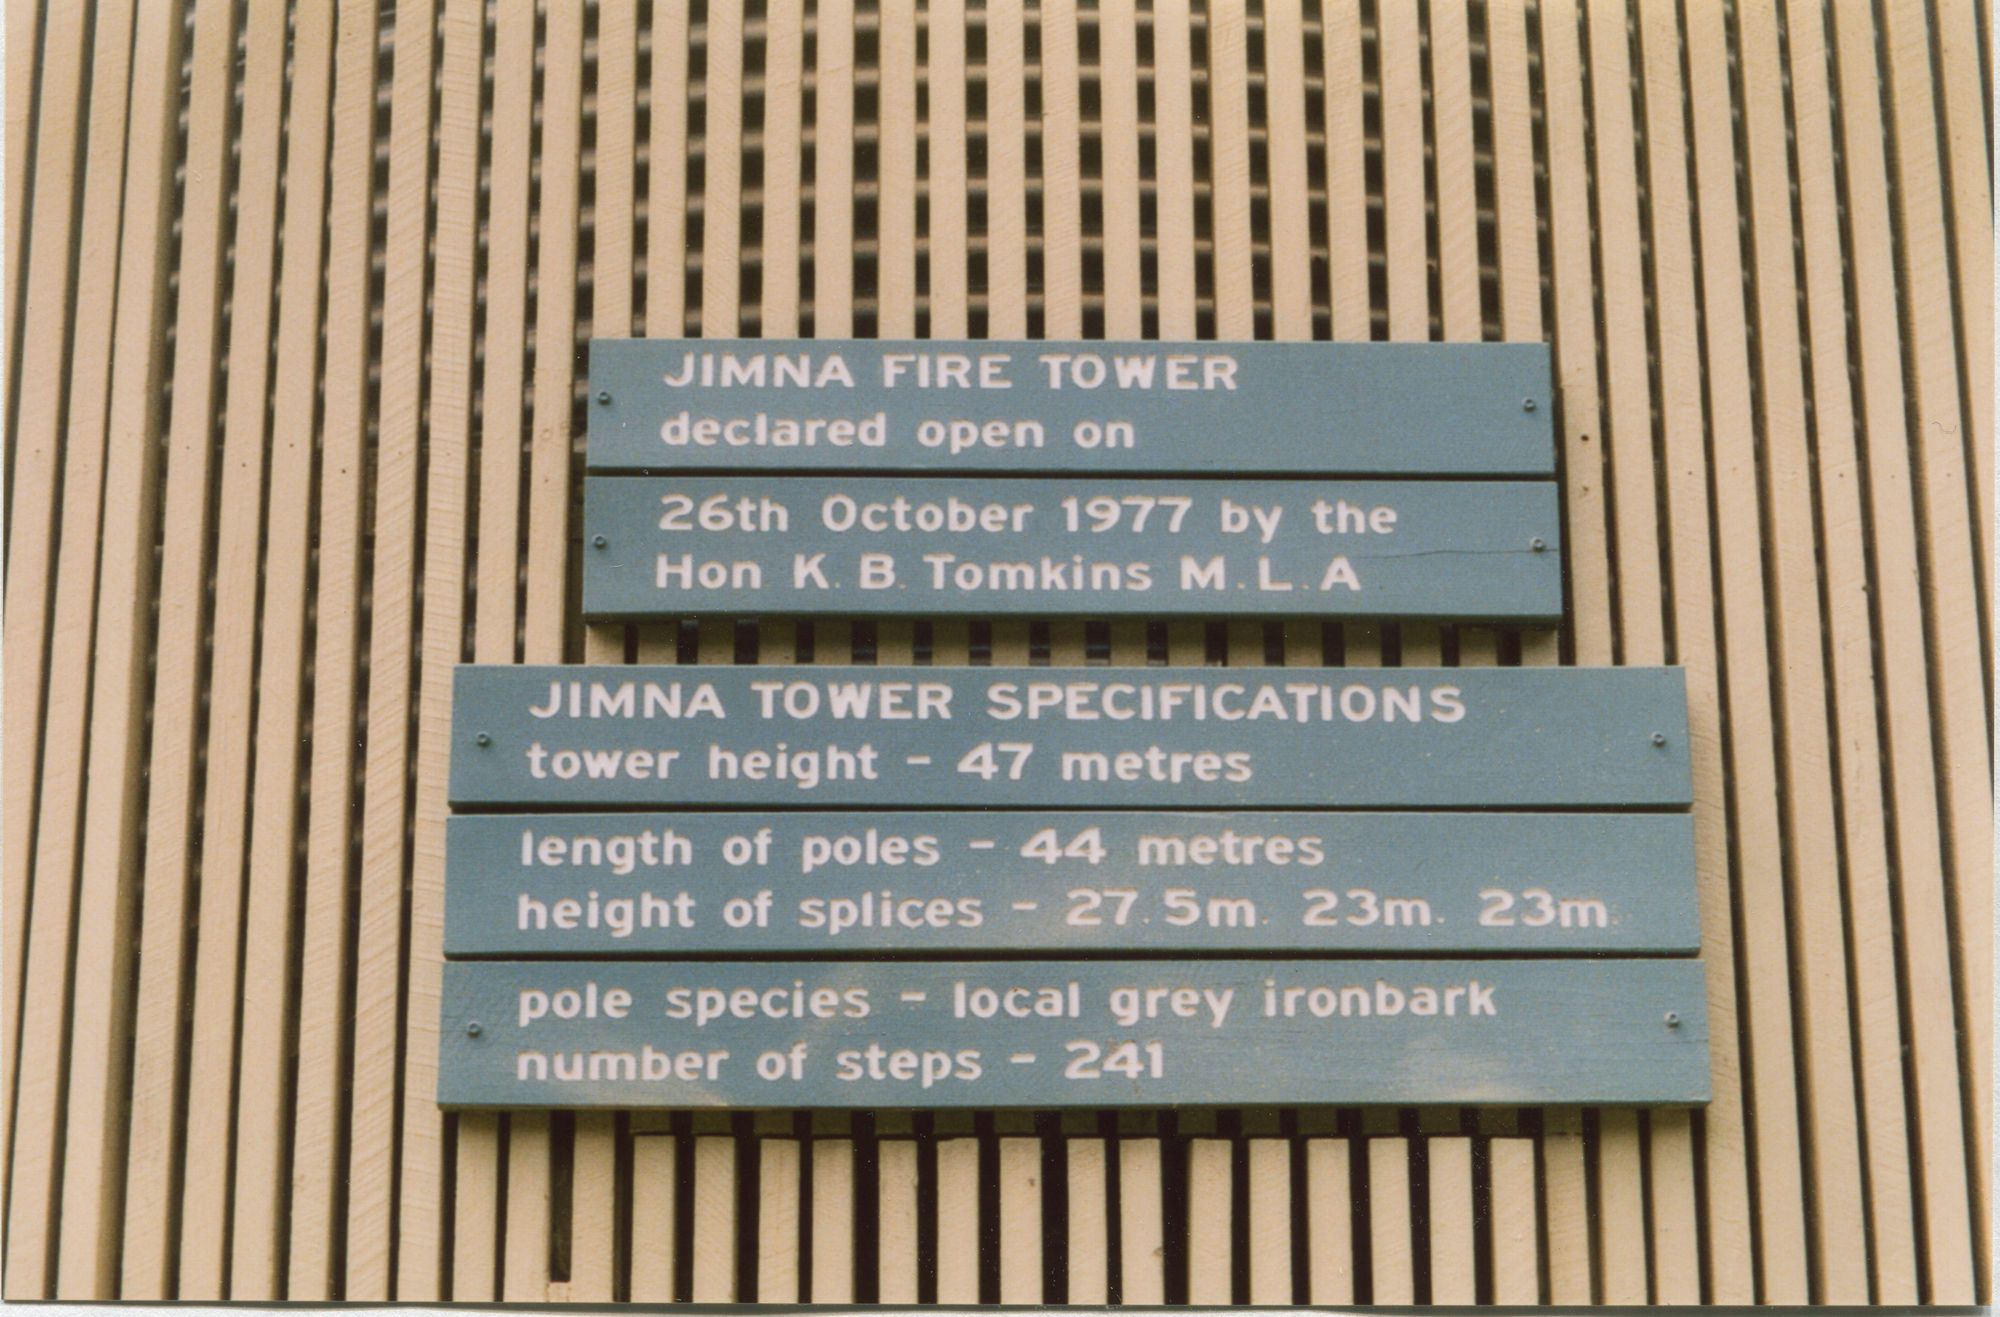 JIMNA FIRE TOWER
declared open on
26th October 1977 by the
Hon K. B. Tomkins M.L.A
JIMNA TOWER SPECIFICATIONS
tower height - 47 metres
length of poles - 44 metres
height of splices - 27.5m. 23m. 23m.
pole species - local grey ironbark
number of steps - 241